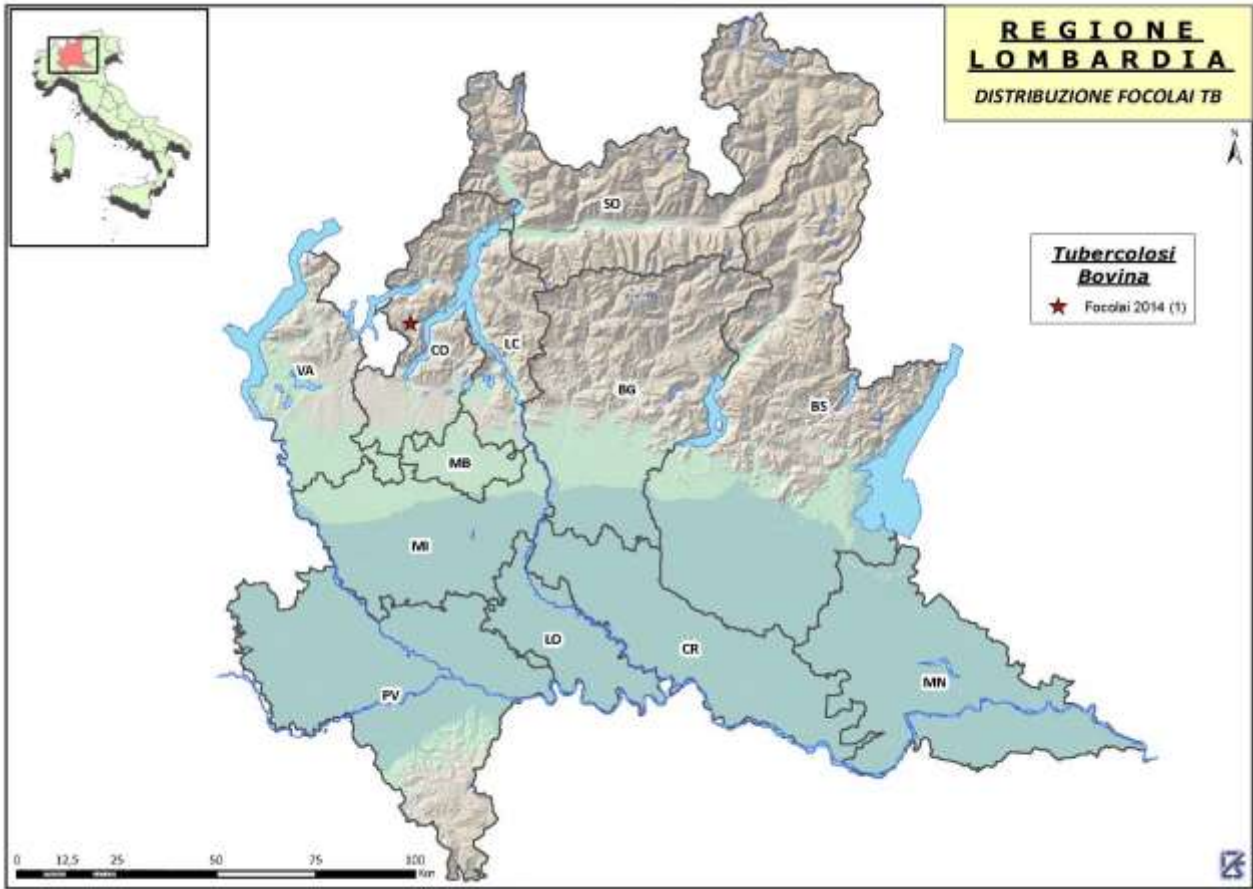 REGIONE
LOMBARDIA
DISTRIBUZIONE FOCOLAI TB
N
SO
Tubercolosi
Bovina
Focolai 2014 (1)
CO
LC
VA
BG
BS
MB
MI
LO
CR
MN
PV
0 12,5 25 50 75 100
Km